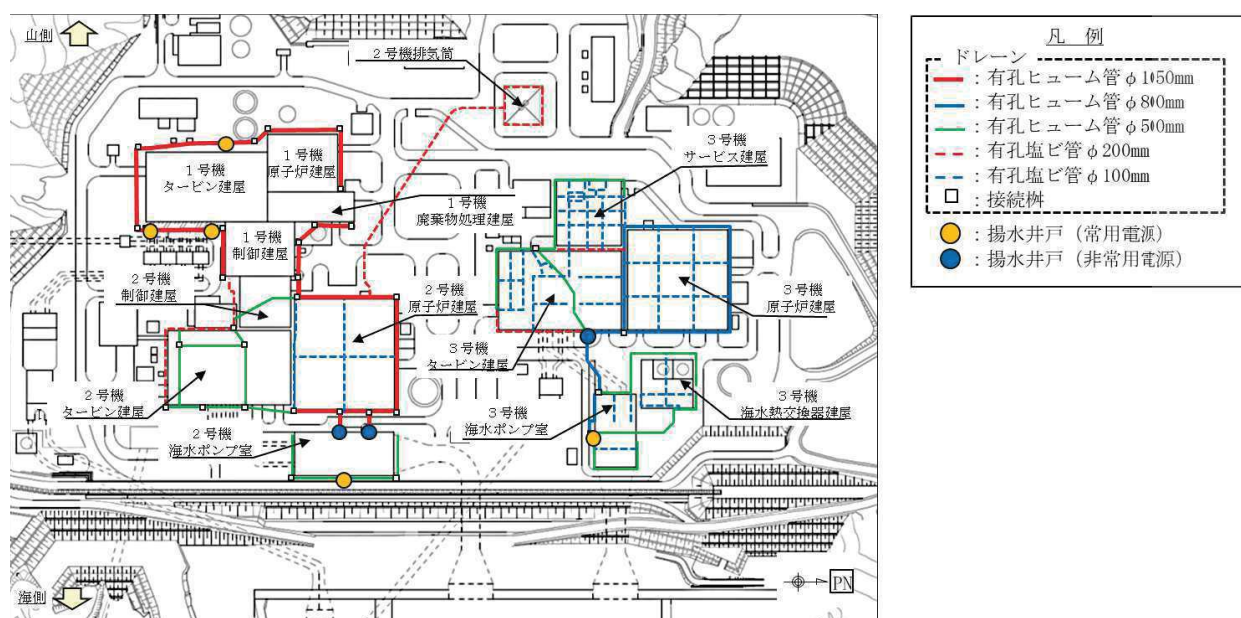 山側
2号機排気筒
1号機
原子炉建屋
1号機
タービン建屋
3号機
サービス建屋
1号機
廃棄物処理建屋
1号機
制御建屋
2号機
制御建屋
2号機
原子炉建屋
3号機
原子炉建屋
3号機
タービン建屋
2号機
タービン建屋
3号機
海水熱交換器建屋
3号機
海水ポンプ室
2号機
海水ポンプ室
海側
PN
凡 例
ドレーン
：有孔ヒューム管φ1050mm
：有孔ヒューム管φ800mm
：有孔ヒューム管φ500mm
：有孔塩ビ管φ200mm
：有孔塩ビ管φ100mm
：接続桝
：揚水井戸（常用電源）
：揚水井戸（非常用電源）